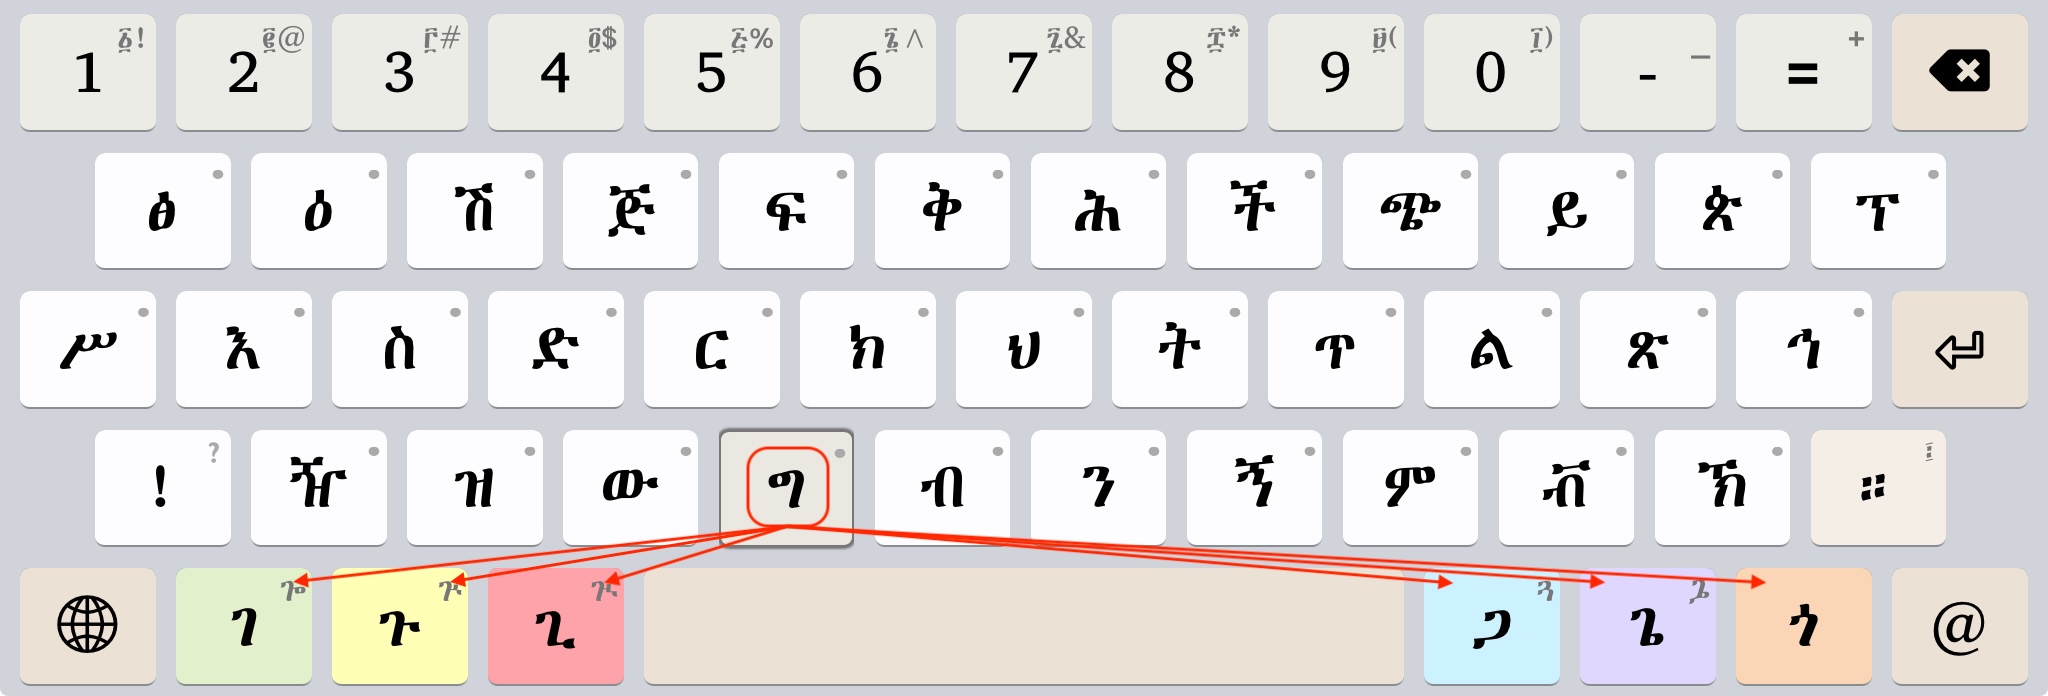 1 ፩! 2 ፪@ 3 ፫# 4 ፬$ 5 ፭% 6 ፮^ 7 ፯& 8 ፰* 9 ፱( 0 ፲) - _ = +
ፅ ዕ ሽ ጅ ፍ ቅ ሕ ች ጭ ይ ጵ ፕ
ሥ እ ስ ድ ር ክ ህ ት ጥ ል ጽ ኅ
! ? ዥ ዝ ው ግ ብ ን ኝ ም ቭ ኽ ። ፤
ገ ጐ ጉ ጕ ጊ ጒ ጋ ጓ ጌ ጔ ጎ @